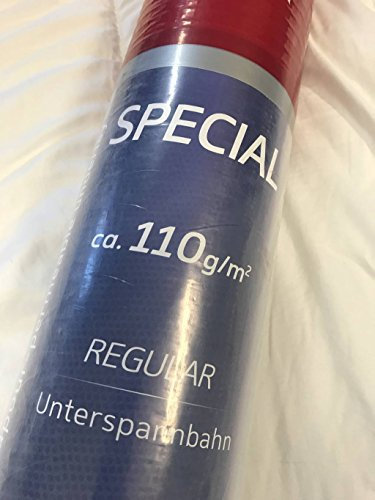 SPECIAL
ca. 110g/m²
REGULAR
Unterspannbahn